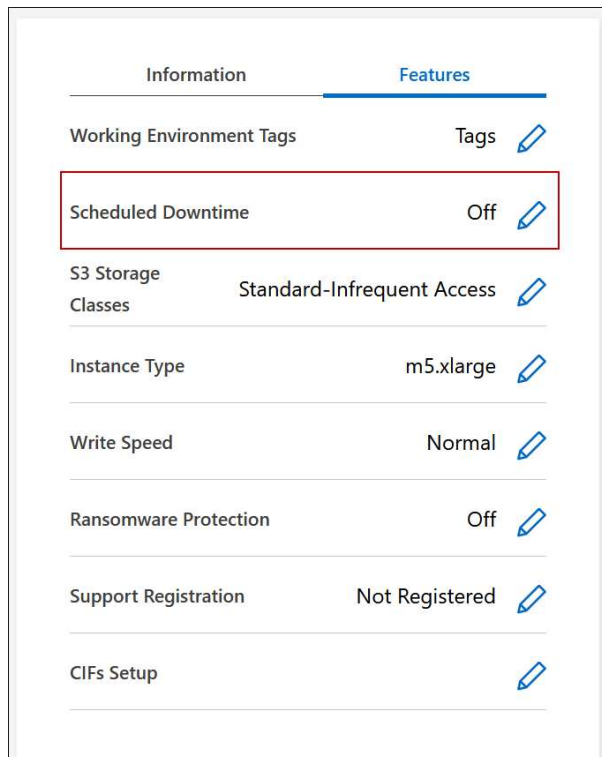 Information Features
Working Environment Tags Tags
Scheduled Downtime Off
S3 Storage
Classes Standard-Infrequent Access
Instance Type m5.xlarge
Write Speed Normal
Ransomware Protection Off
Support Registration Not Registered
CIFs Setup